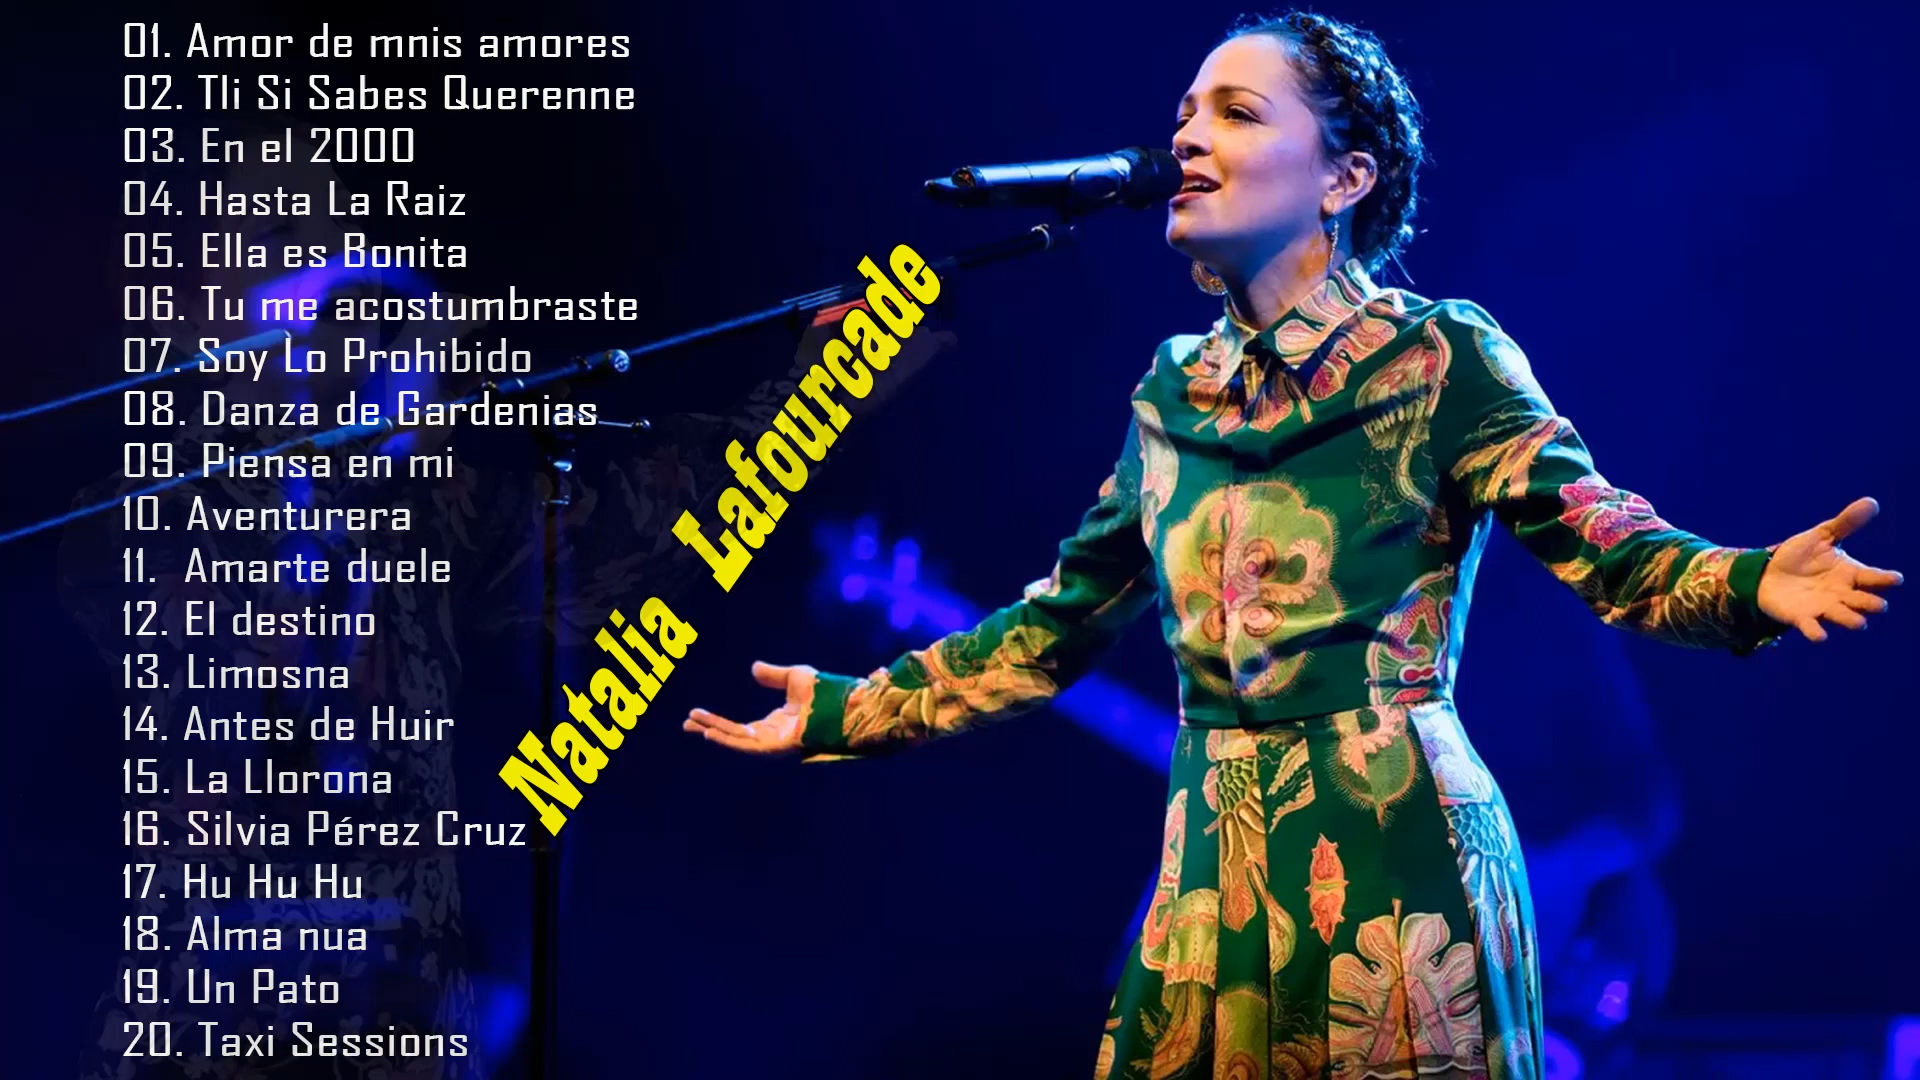 01. Amor de mnis amores
02. Tli Si Sabes Querenne
03. En el 2000
04. Hasta La Raiz
05. Ella es Bonita
06. Tu me acostumbraste
07. Soy Lo Prohibido
08. Danza de Gardenias
09. Piensa en mi
10. Aventurera
11. Amarte duele
12. El destino
13. Limosna
14. Antes de Huir
15. La Llorona
16. Silvia Pérez Cruz
17. Hu Hu Hu
18. Alma nua
19. Un Pato
20. Taxi Sessions
Natalia Lafourcade